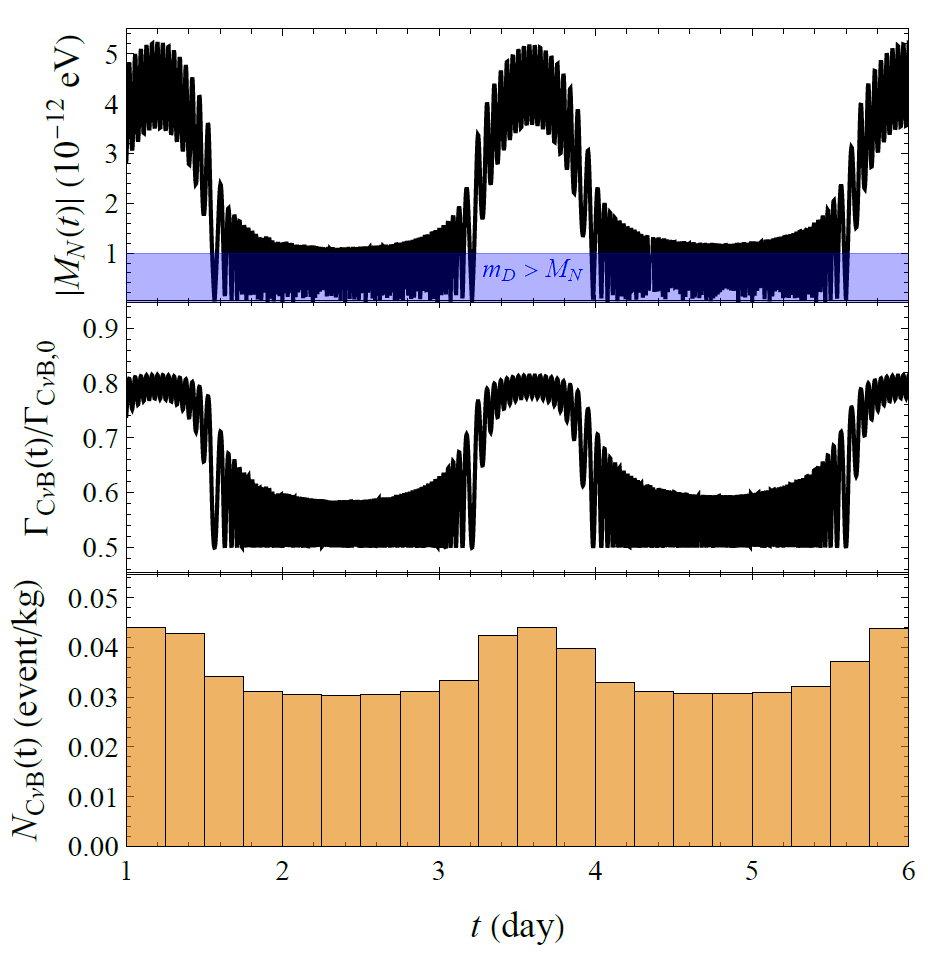 |M_N(t)| (10⁻¹² eV)
5
4
3
2
1
m_D > M_N
Γ_CνB(t)/Γ_CνB,0
0.9
0.8
0.7
0.6
0.5
N_CνB(t) (event/kg)
0.05
0.04
0.03
0.02
0.01
0.00
1 2 3 4 5 6
t (day)